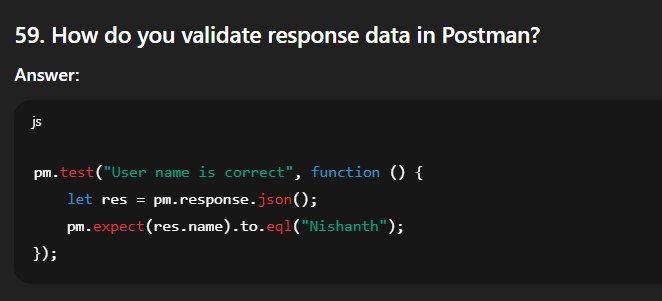 59. How do you validate response data in Postman?
Answer:
js
pm.test("User name is correct", function () {
    let res = pm.response.json();
    pm.expect(res.name).to.eql("Nishanth");
});